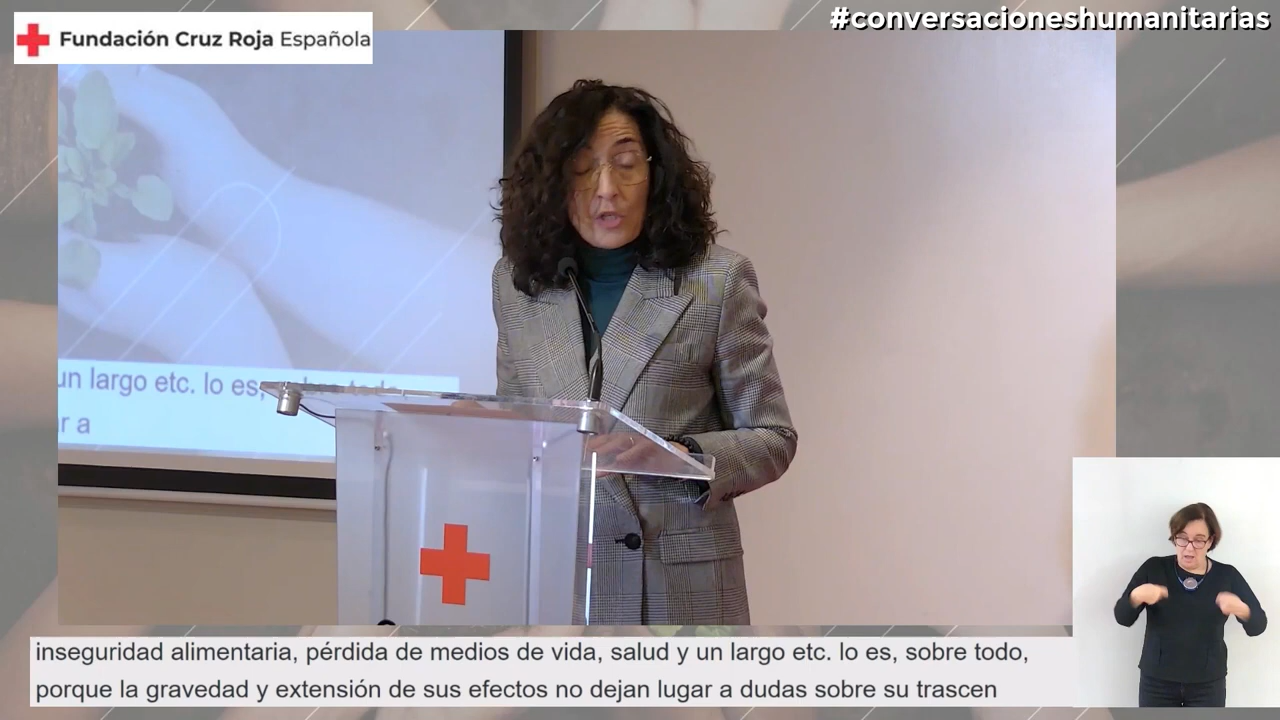 Fundación Cruz Roja Española
#conversacioneshumanitarias
un largo etc. lo es,
r a
inseguridad alimentaria, pérdida de medios de vida, salud y un largo etc. lo es, sobre todo,
porque la gravedad y extensión de sus efectos no dejan lugar a dudas sobre su trascen